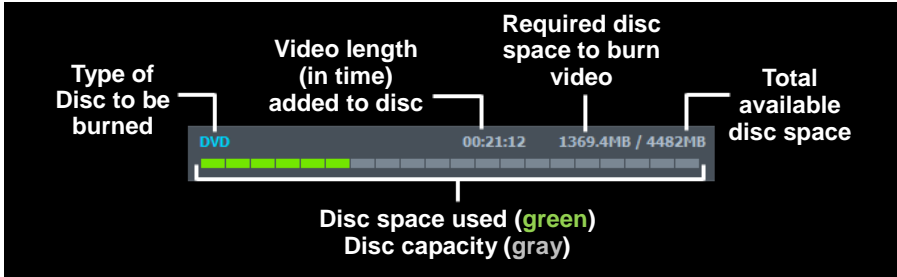 Type of
Disc to be
burned
Video length
(in time)
added to disc
Required disc
space to burn
video
Total
available
disc space
DVD 00:21:12 1369.4MB / 4482MB
Disc space used (green)
Disc capacity (gray)